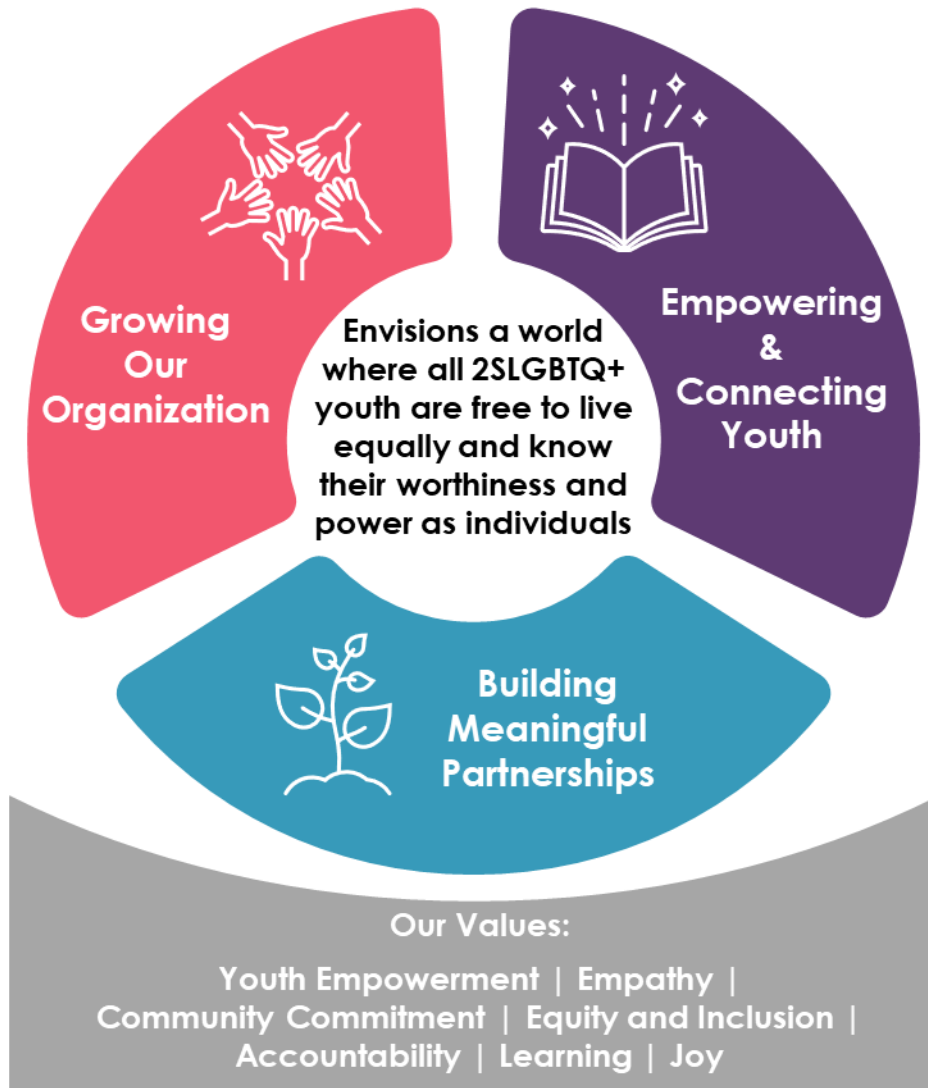 Growing
Our
Organization
Empowering
&
Connecting
Youth
Envisions a world
where all 2SLGBTQ+
youth are free to live
equally and know
their worthiness and
power as individuals
Building
Meaningful
Partnerships
Our Values:
Youth Empowerment | Empathy |
Community Commitment | Equity and Inclusion |
Accountability | Learning | Joy